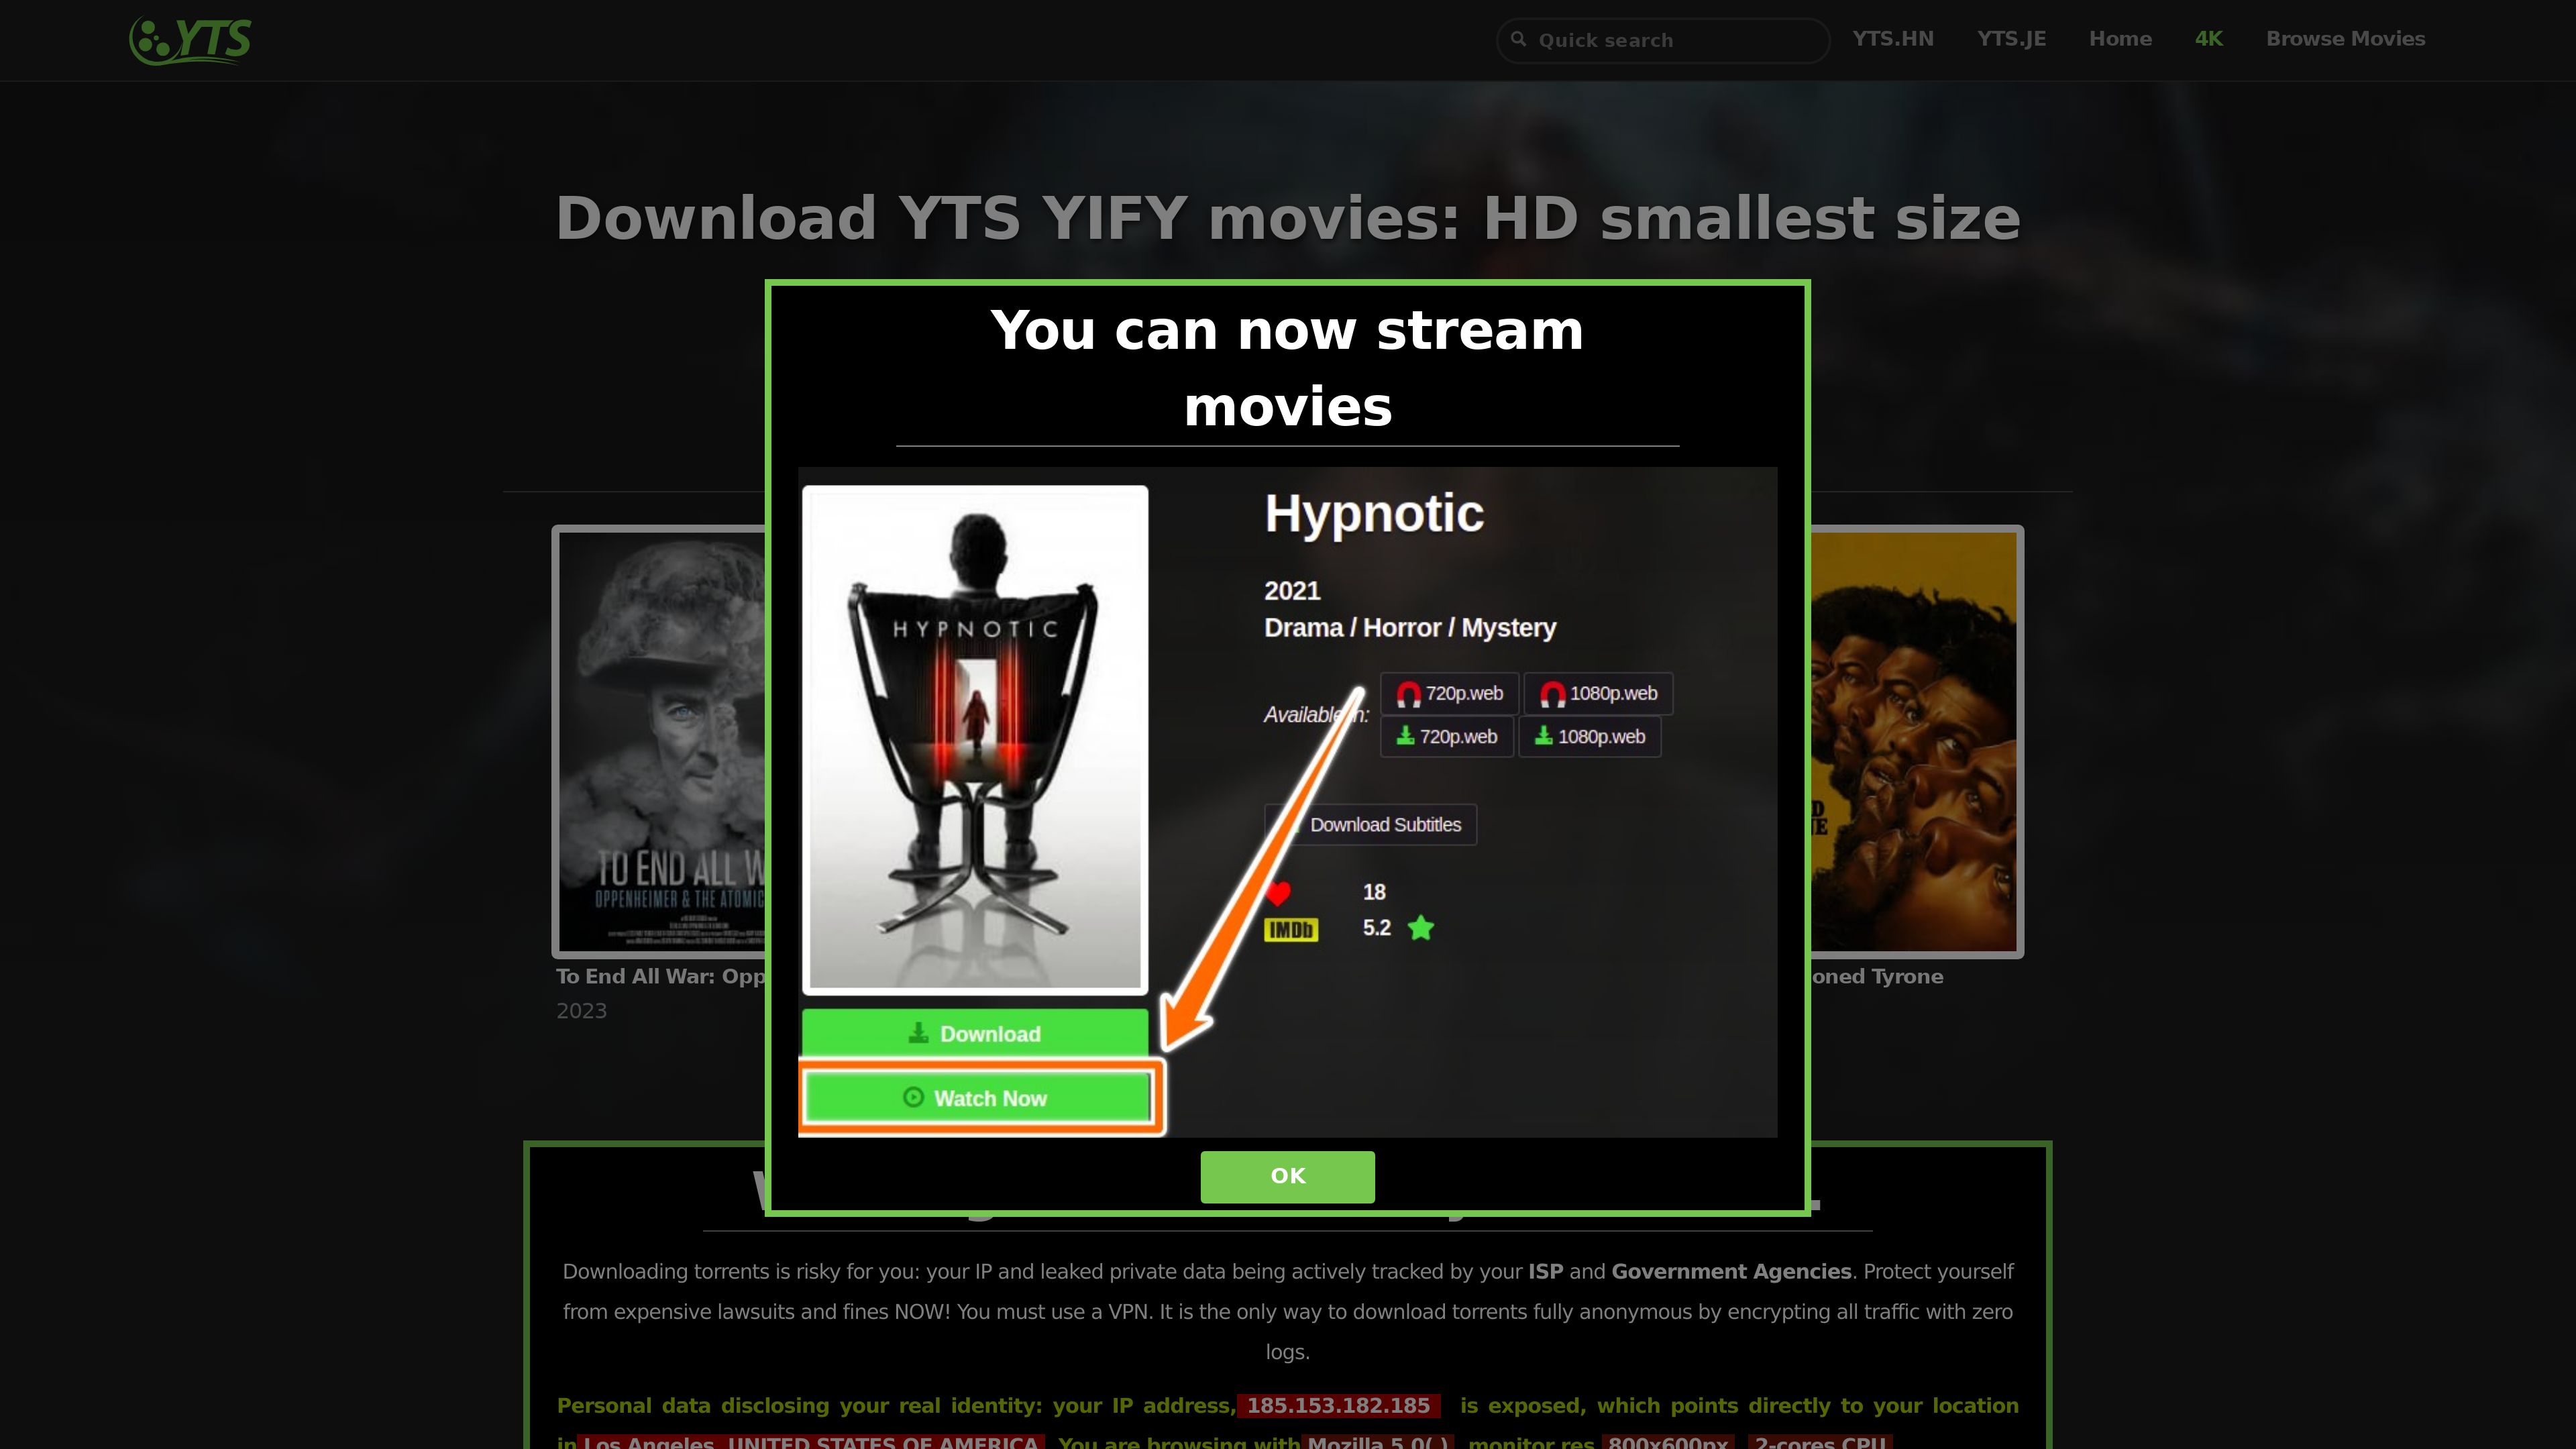 YTS
Quick search
YTS.HN
YTS.JE
Home
4K
Browse Movies
Download YTS YIFY movies: HD smallest size
You can now stream
movies
HYPNOTIC
Hypnotic
2021
Drama / Horror / Mystery
Available in:
720p.web
1080p.web
720p.web
1080p.web
Download Subtitles
18
IMDb
5.2
Download
Watch Now
OK
TO END ALL W
OPPENHEIMER & THE ATOMIC
To End All War: Opp
2023
oned Tyrone
Downloading torrents is risky for you: your IP and leaked private data being actively tracked by your ISP and Government Agencies. Protect yourself
from expensive lawsuits and fines NOW! You must use a VPN. It is the only way to download torrents fully anonymous by encrypting all traffic with zero
logs.
Personal data disclosing your real identity: your IP address, 185.153.182.185 is exposed, which points directly to your location
in Los Angeles, UNITED STATES OF AMERICA. You are browsing with Mozilla 5.0( ), monitor res. 800x600px, 2-cores CPU